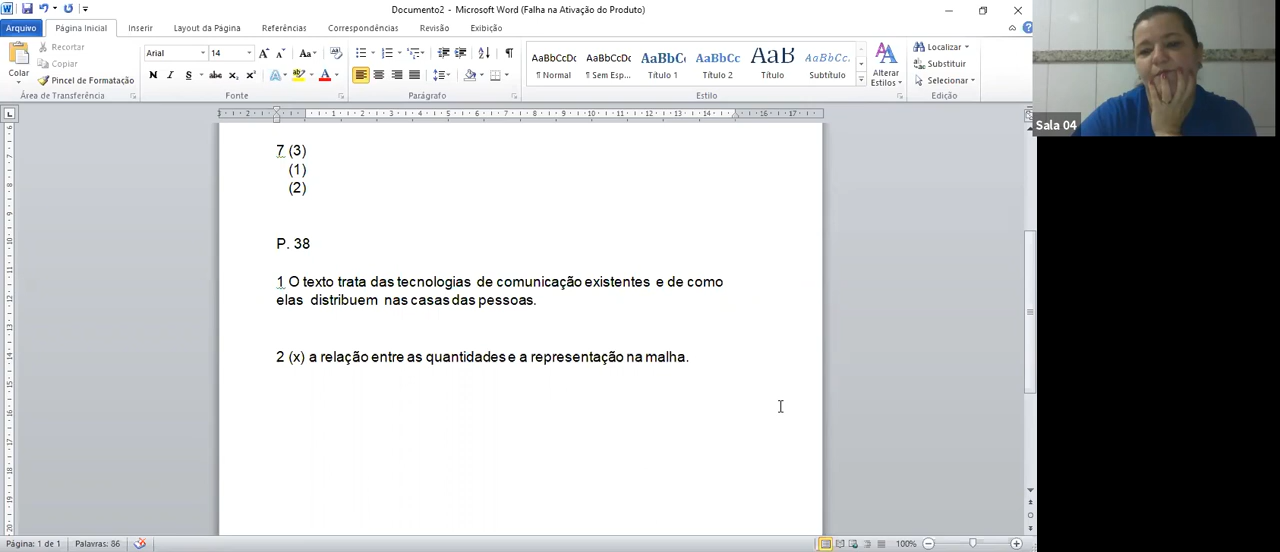 Documento2 - Microsoft Word (Falha na Ativação do Produto)
Arquivo Página Inicial Inserir Layout da Página Referências Correspondências Revisão Exibição
Colar
Recortar
Copiar
Pincel de Formatação
Área de Transferência
Arial 14
Fonte
Parágrafo
AaBbCcDc AaBbCcDc AaBbC AaBbCc AaB AaBbCc.
¶ Normal ¶ Sem Esp... Título 1 Título 2 Título Subtítulo
Alterar Estilos
Estilo
Localizar
Substituir
Selecionar
Edição
Sala 04
7 (3)
(1)
(2)
P. 38
1 O texto trata das tecnologias de comunicação existentes e de como
elas distribuem nas casas das pessoas.
2 (x) a relação entre as quantidades e a representação na malha.
Página: 1 de 1 Palavras: 86 100%